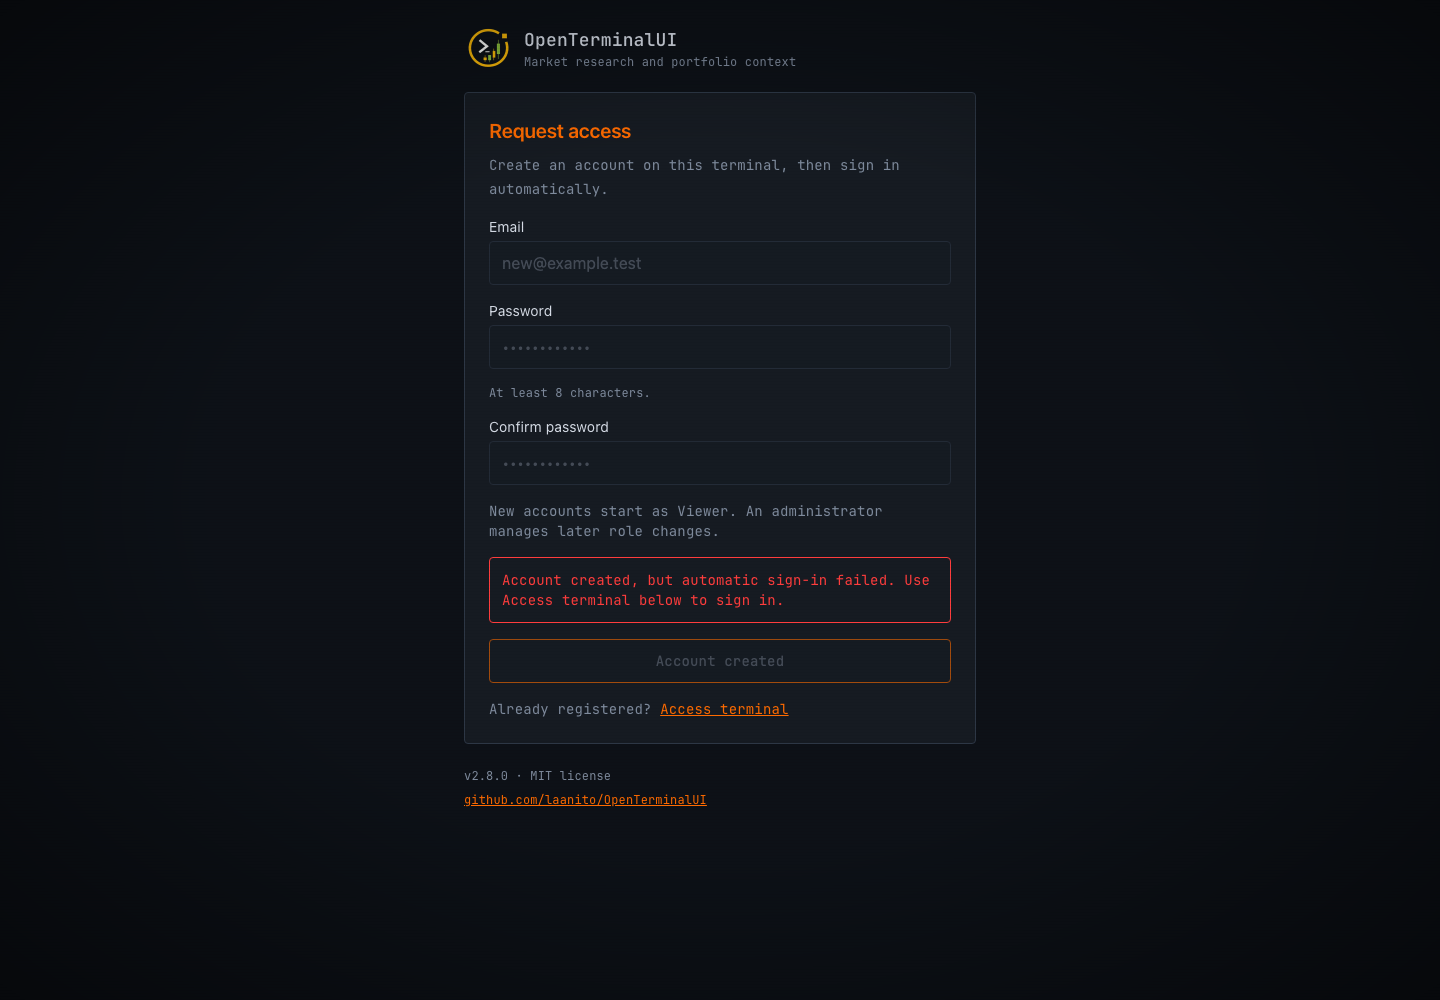 OpenTerminalUI
Market research and portfolio context
Request access
Create an account on this terminal, then sign in
automatically.
Email
new@example.test
Password
••••••••••••
At least 8 characters.
Confirm password
••••••••••••
New accounts start as Viewer. An administrator
manages later role changes.
Account created, but automatic sign-in failed. Use
Access terminal below to sign in.
Account created
Already registered? Access terminal
v2.8.0 · MIT license
github.com/laanito/OpenTerminalUI